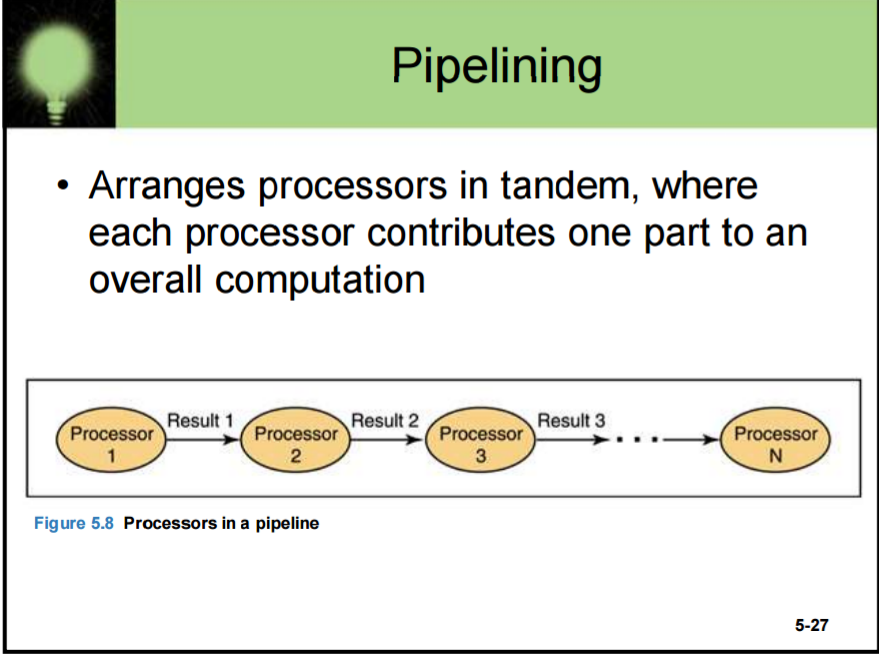 Pipelining
• Arranges processors in tandem, where
each processor contributes one part to an
overall computation
Processor
1
Result 1
Processor
2
Result 2
Processor
3
Result 3
Processor
N
Figure 5.8 Processors in a pipeline
5-27